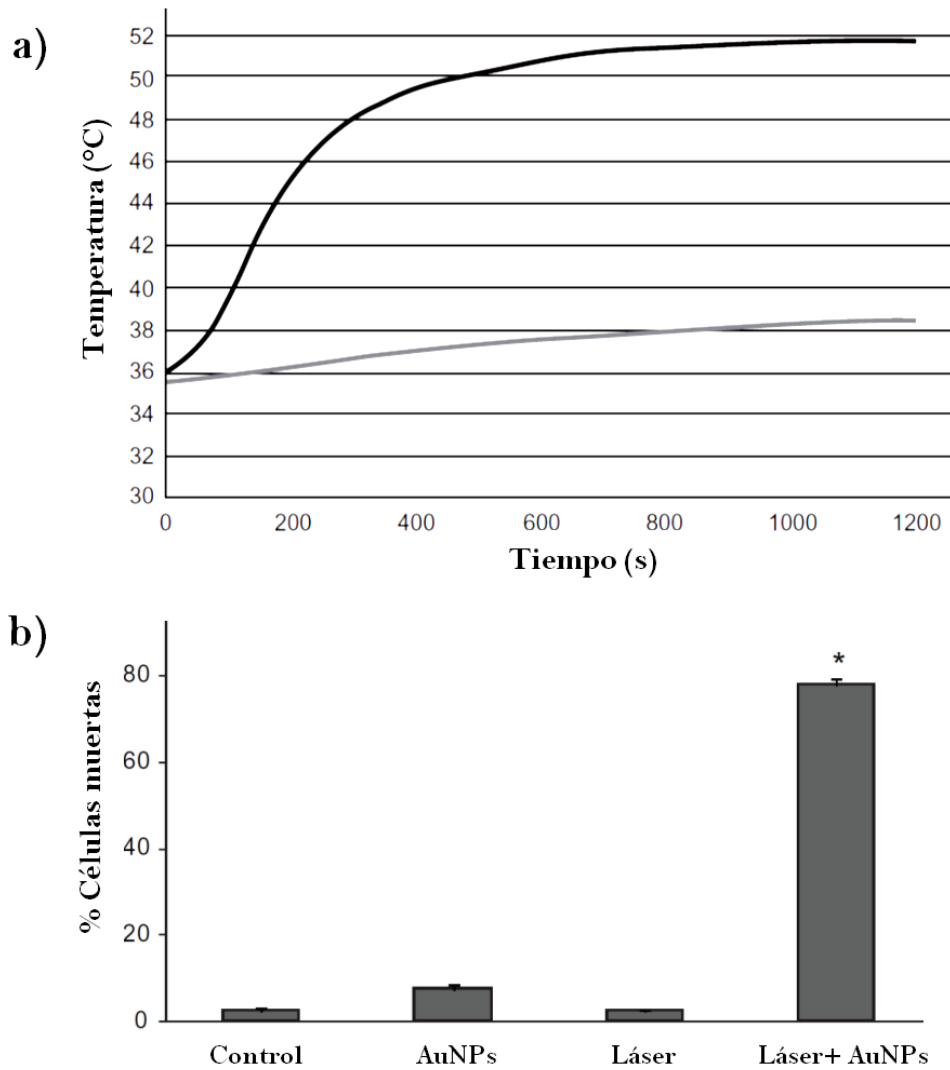 a)
Temperatura (°C)
52
50
48
46
44
42
40
38
36
34
32
30
0 200 400 600 800 1000 1200
Tiempo (s)
b)
% Células muertas
80
60
40
20
0
*
Control AuNPs Láser Láser+ AuNPs